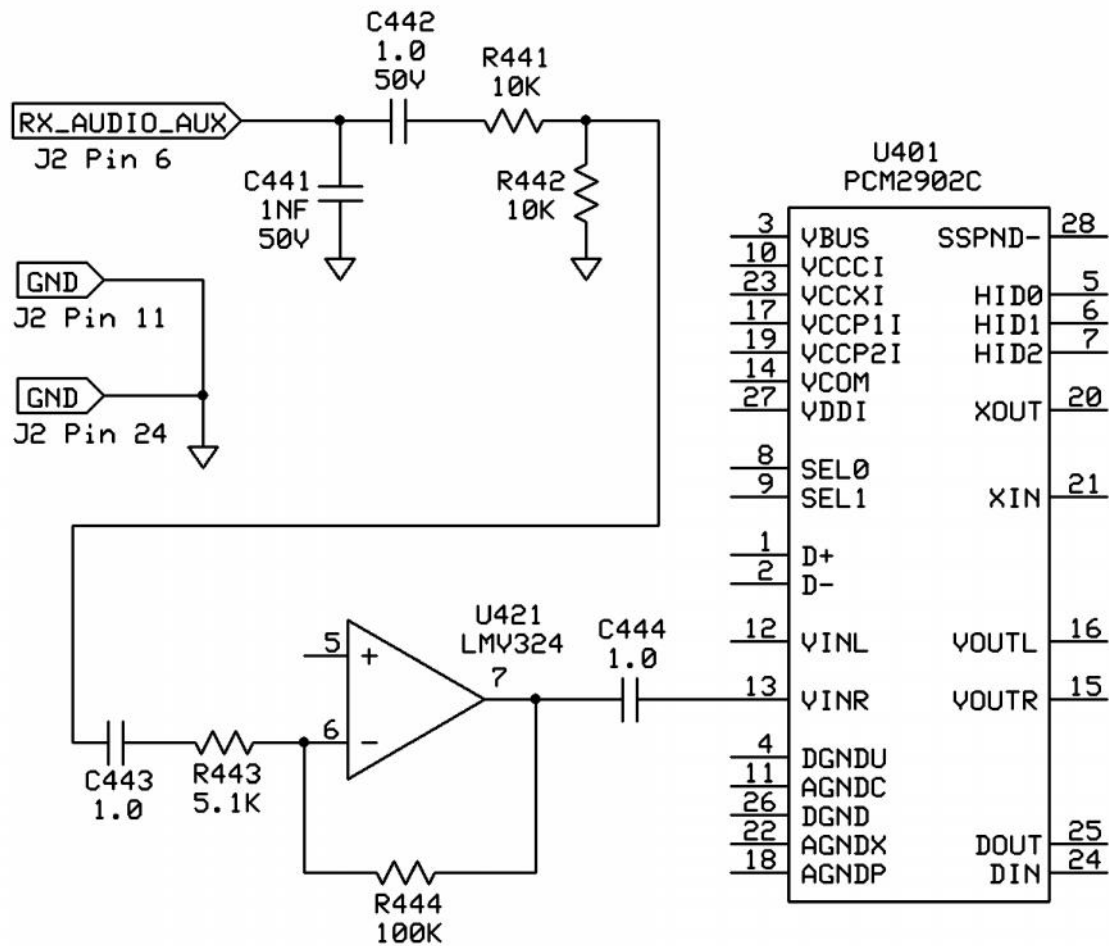 C442
1.0
50V
R441
10K
RX_AUDIO_AUX
J2 Pin 6
C441
1NF
50V
R442
10K
GND
J2 Pin 11
GND
J2 Pin 24
U401
PCM2902C
3 VBUS SSPND- 28
10 VCCCI
23 VCCXI HID0 5
17 VCCP1I HID1 6
19 VCCP2I HID2 7
14 VCOM
27 VDDI XOUT 20
8 SEL0
9 SEL1 XIN 21
1 D+
2 D-
12 VINL VOUTL 16
13 VINR VOUTR 15
4 DGNDU
11 AGNDC
26 DGND
22 AGNDX DOUT 25
18 AGNDP DIN 24
U421
LMV324
5 +
7
6 -
C444
1.0
C443
1.0
R443
5.1K
R444
100K